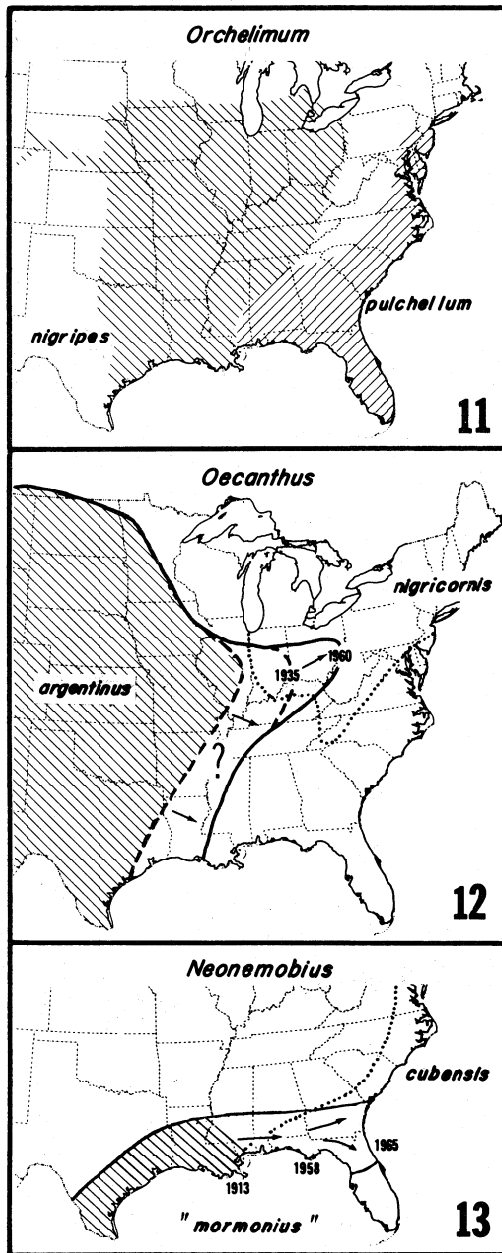 Orchelimum
pulchellum
nigripes
11
Oecanthus
nigricornis
1960
1935
argentinus
?
12
Neonemobius
cubensis
1965
1958
1913
"mormonius"
13